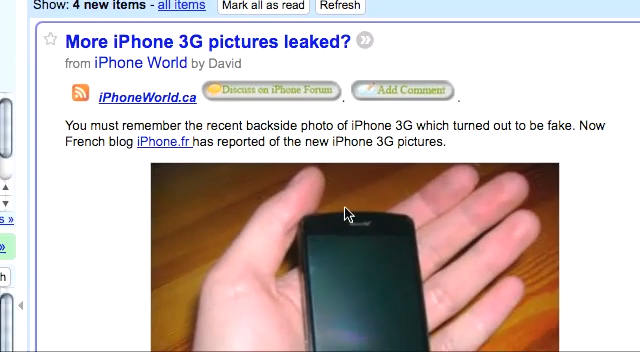 Show: 4 new items - all items Mark all as read Refresh
More iPhone 3G pictures leaked? »
from iPhone World by David
iPhoneWorld.ca Discuss on iPhone Forum . Add Comment .
You must remember the recent backside photo of iPhone 3G which turned out to be fake. Now
French blog iPhone.fr has reported of the new iPhone 3G pictures.
s »
»
h